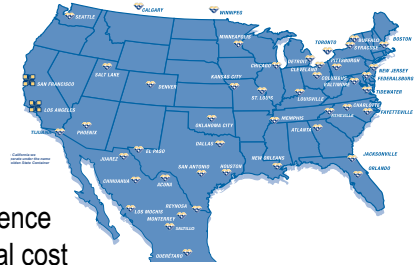 CALGARY
WINNIPEG
SEATTLE
MINNEAPOLIS
TORONTO
BUFFALO
BOSTON
SYRACUSE
DETROIT
PITTSBURGH
CHICAGO
CLEVELAND
NEW JERSEY
SALT LAKE
COLUMBUS
FEDERALSBURG
SAN FRANCISCO
DENVER
KANSAS CITY
BALTIMORE
ST. LOUIS
LOUISVILLE
TIDEWATER
LOS ANGELES
CHARLOTTE
OKLAHOMA CITY
MEMPHIS
FAYETTEVILLE
TIJUANA
PHOENIX
ATLANTA
DALLAS
EL PASO
JUAREZ
JACKSONVILLE
SAN ANTONIO
HOUSTON
NEW ORLEANS
ORLANDO
CHIHUAHUA
ACUNA
LOS MOCHIS
REYNOSA
MONTERREY
SALTILLO
QUERÉTARO
ence
al cost